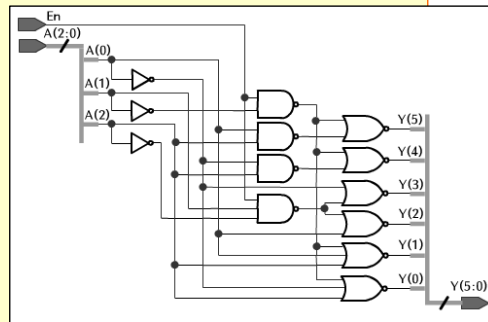 En
A(2:0)
A(0)
A(1)
A(2)
Y(5)
Y(4)
Y(3)
Y(2)
Y(1)
Y(0)
Y(5:0)